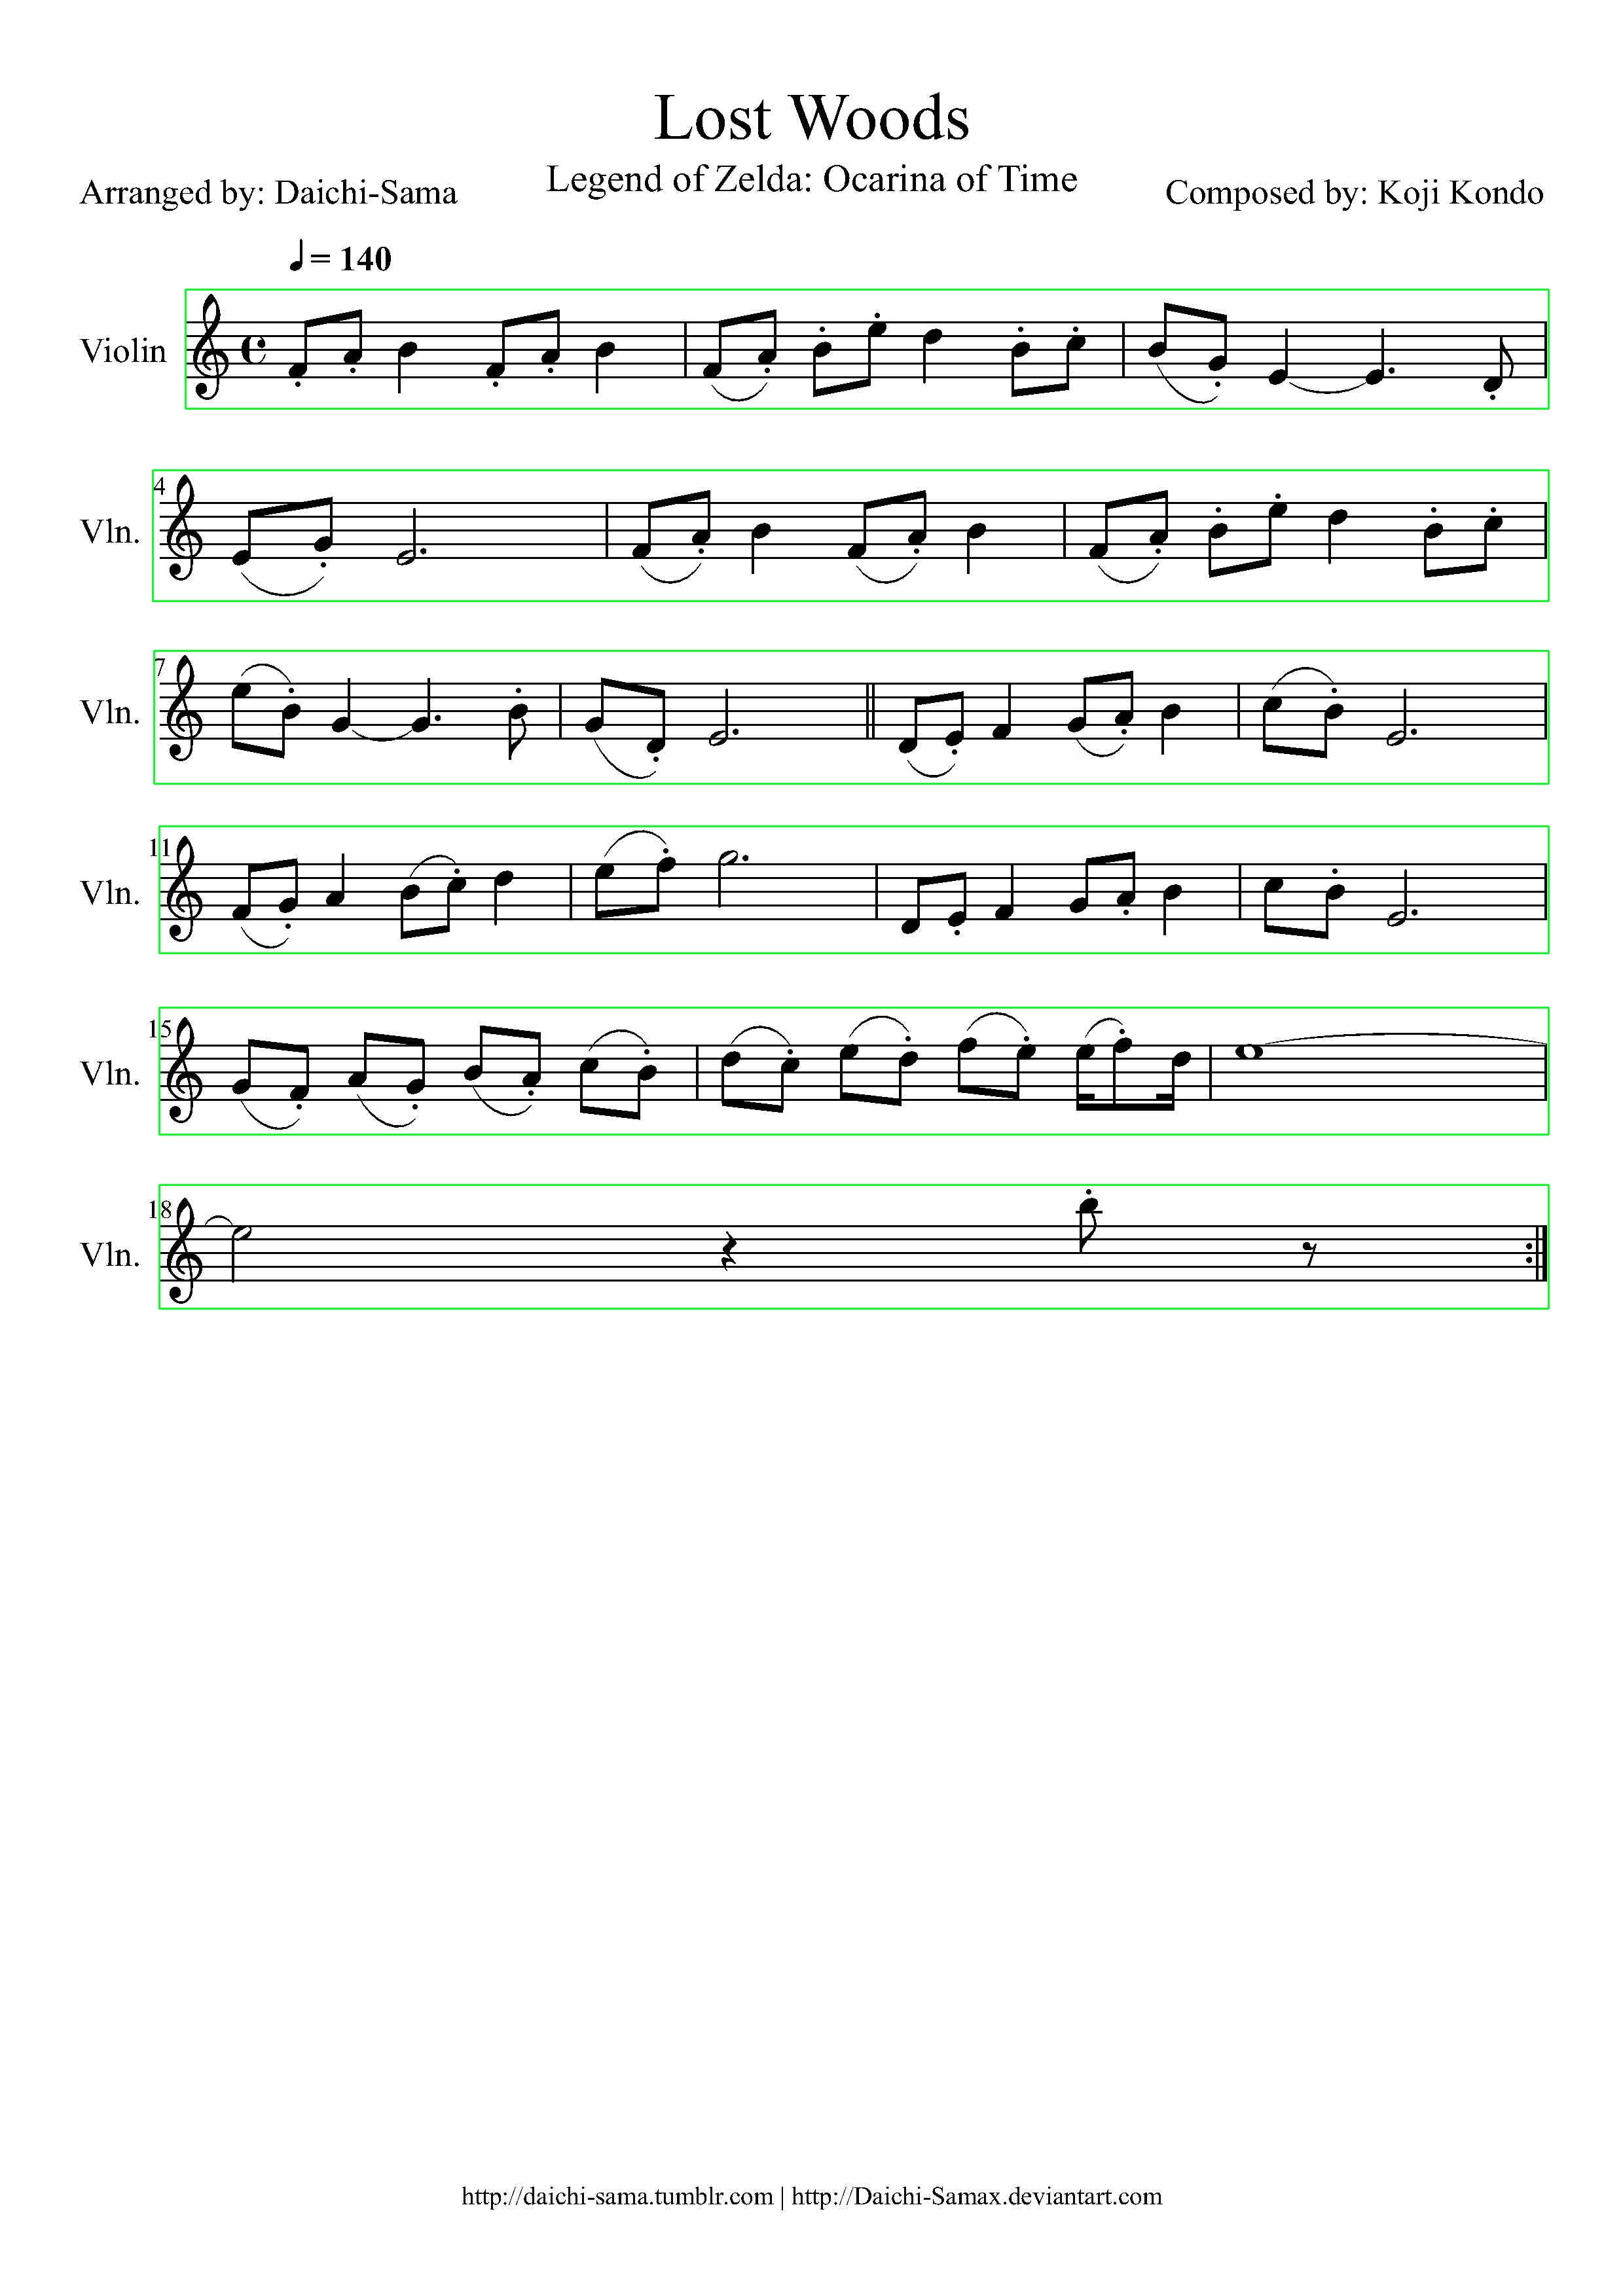 Lost Woods
Legend of Zelda: Ocarina of Time
Arranged by: Daichi-Sama
Composed by: Koji Kondo
= 140
Violin
4
Vln.
7
Vln.
11
Vln.
15
Vln.
18
Vln.
http://daichi-sama.tumblr.com | http://Daichi-Samax.deviantart.com